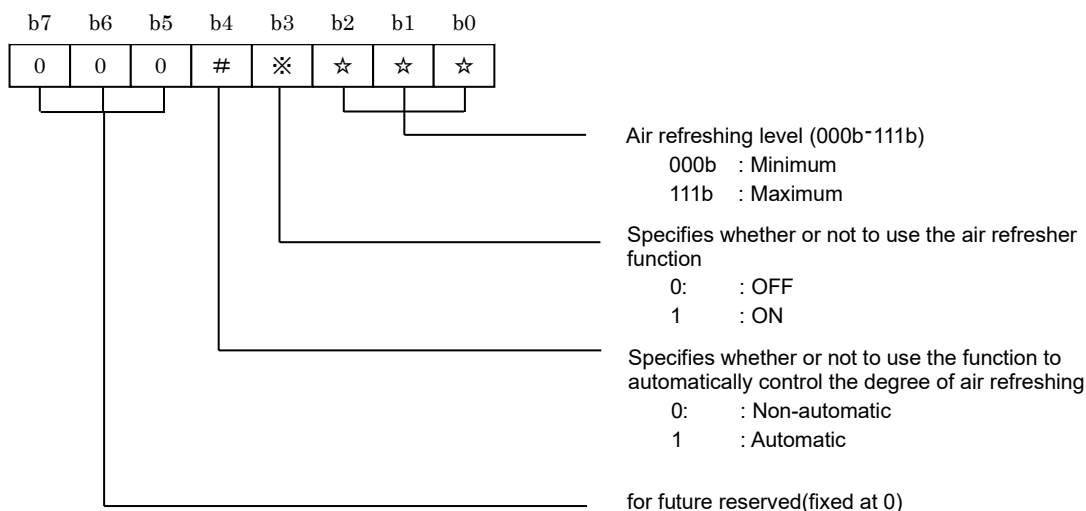 b7 b6 b5 b4 b3 b2 b1 b0
0 0 0 # ※ ☆ ☆ ☆
Air refreshing level (000b-111b)
000b : Minimum
111b : Maximum
Specifies whether or not to use the air refresher
function
0: : OFF
1 : ON
Specifies whether or not to use the function to
automatically control the degree of air refreshing
0: : Non-automatic
1 : Automatic
for future reserved(fixed at 0)